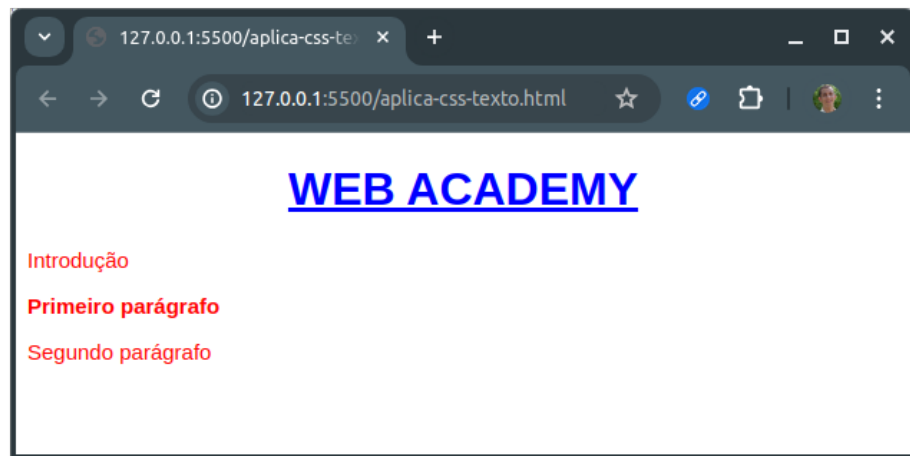 127.0.0.1:5500/aplica-css-te
127.0.0.1:5500/aplica-css-texto.html
WEB ACADEMY
Introdução
Primeiro parágrafo
Segundo parágrafo